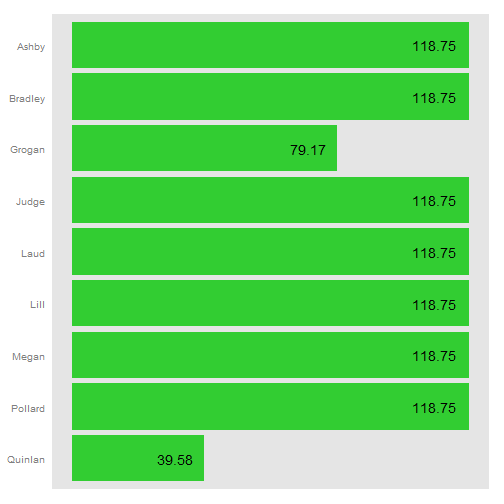 Ashby 118.75
Bradley 118.75
Grogan 79.17
Judge 118.75
Laud 118.75
Lill 118.75
Megan 118.75
Pollard 118.75
Quinlan 39.58